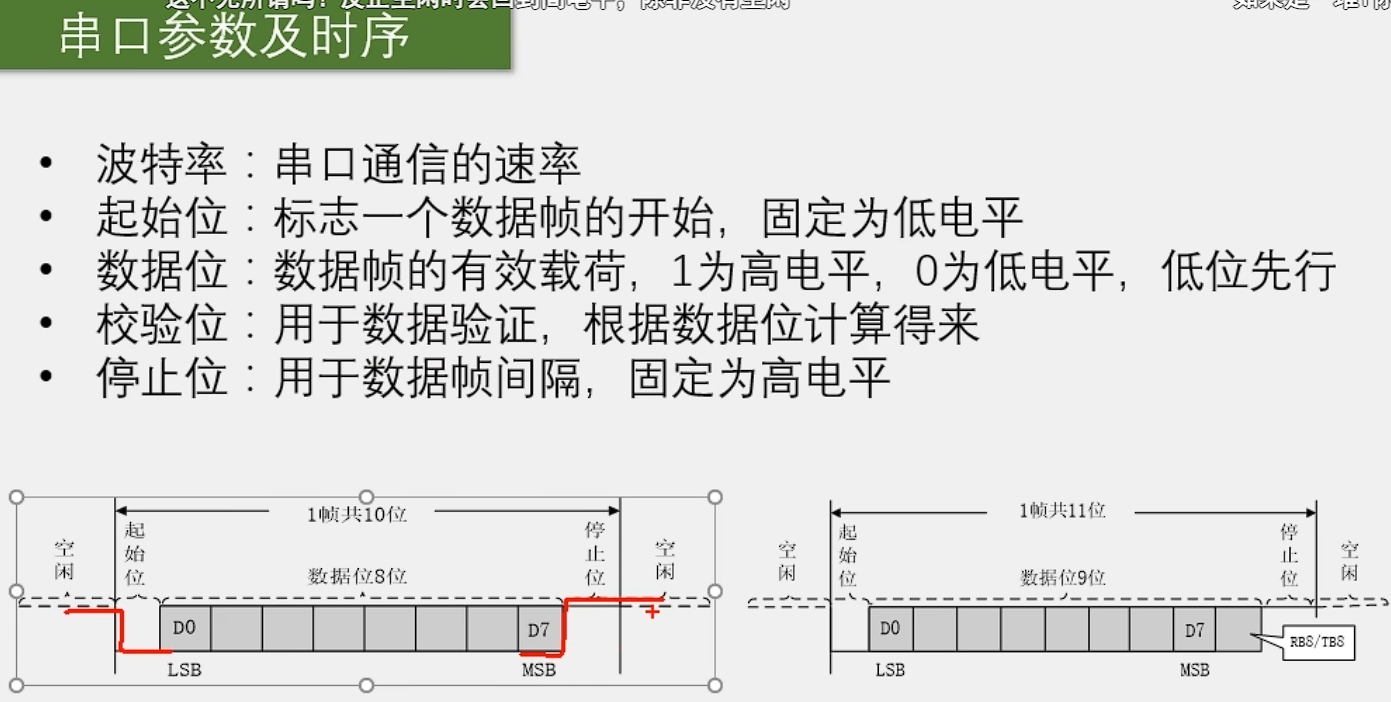 串口参数及时序
• 波特率：串口通信的速率
• 起始位：标志一个数据帧的开始，固定为低电平
• 数据位：数据帧的有效载荷，1为高电平，0为低电平，低位先行
• 校验位：用于数据验证，根据数据位计算得来
• 停止位：用于数据帧间隔，固定为高电平
1帧共10位
空闲
起始位
数据位8位
停止位
空闲
D0
D7
LSB
MSB
1帧共11位
空闲
起始位
数据位9位
停止位
空闲
D0
D7
RB8/TB8
LSB
MSB